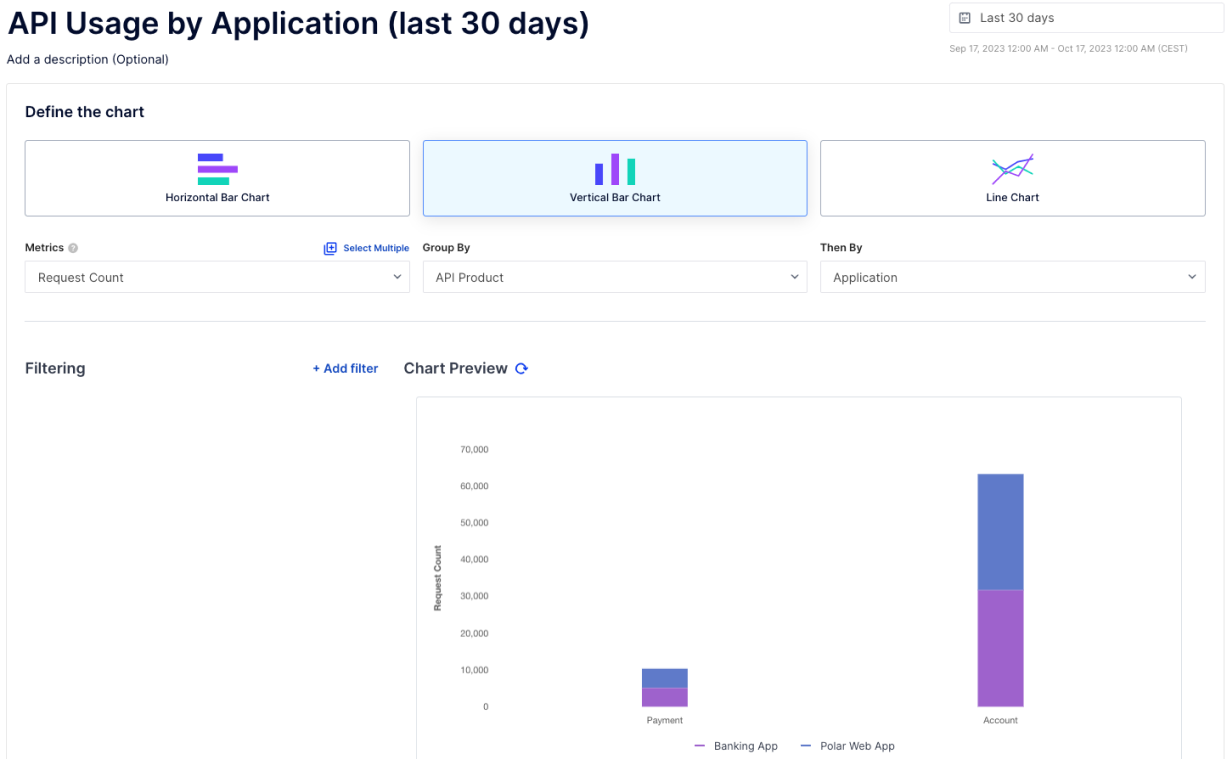 API Usage by Application (last 30 days)
Last 30 days
Sep 17, 2023 12:00 AM - Oct 17, 2023 12:00 AM (CEST)
Add a description (Optional)
Define the chart
Horizontal Bar Chart
Vertical Bar Chart
Line Chart
Metrics
Select Multiple
Group By
Then By
Request Count
API Product
Application
Filtering
+ Add filter
Chart Preview
70,000
60,000
50,000
40,000
30,000
20,000
10,000
0
Request Count
Payment
Account
Banking App
Polar Web App